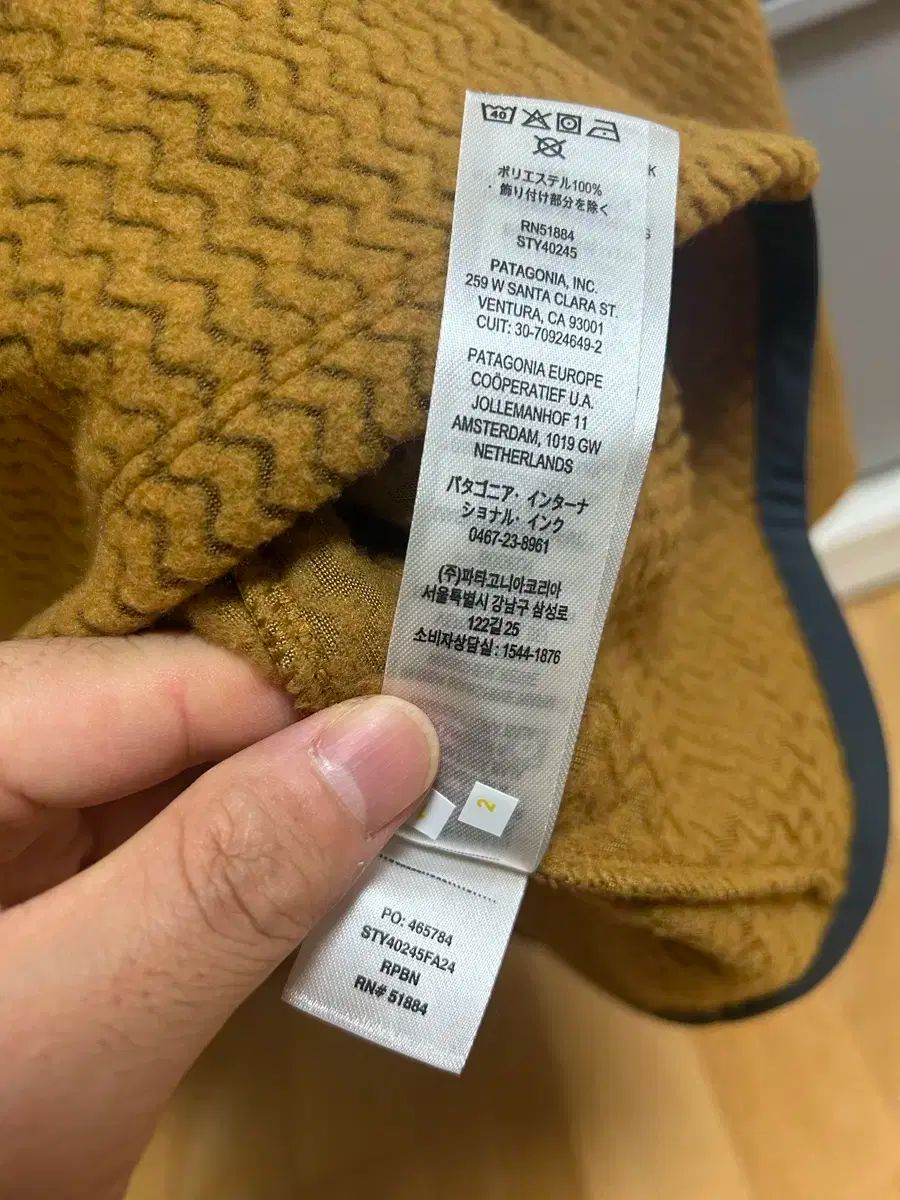 40
ポリエステル100%
・飾り付け部分を除く
K
RN51884
STY40245
G
PATAGONIA, INC.
259 W SANTA CLARA ST.
VENTURA, CA 93001
CUIT: 30-70924649-2
PATAGONIA EUROPE
COÖPERATIEF U.A.
JOLLEMANHOF 11
AMSTERDAM, 1019 GW
NETHERLANDS
パタゴニア・インターナ
ショナル・インク
0467-23-8961
(주)파타고니아코리아
서울특별시 강남구 삼성로
122길 25
소비자상담실 : 1544-1876
2
PO: 465784
STY40245FA24
RPBN
RN# 51884